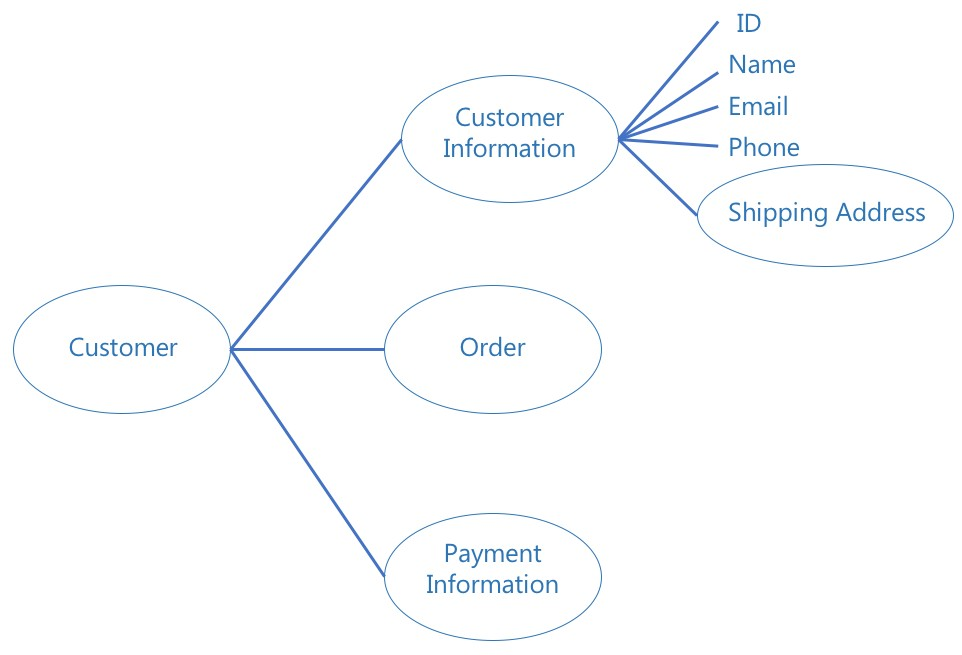 ID
Name
Email
Phone
Customer
Information
Shipping Address
Customer
Order
Payment
Information